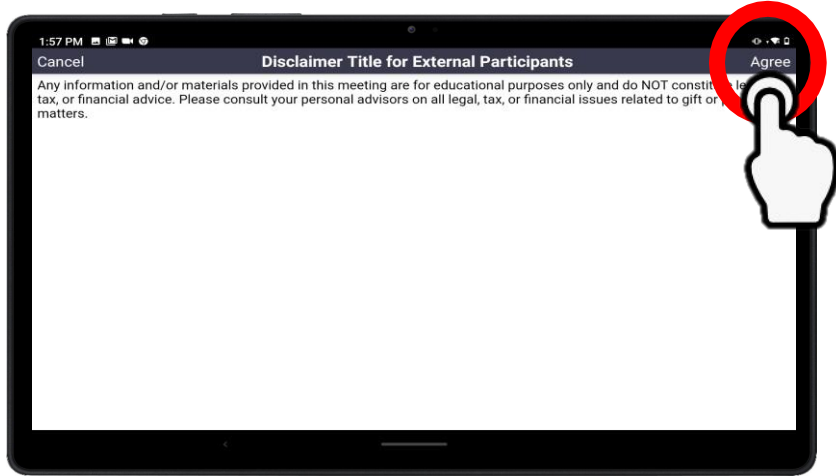 1:57 PM
Cancel Disclaimer Title for External Participants Agree
Any information and/or materials provided in this meeting are for educational purposes only and do NOT
tax, or financial advice. Please consult your personal advisors on all legal, tax, or financial issues related to gift or
matters.